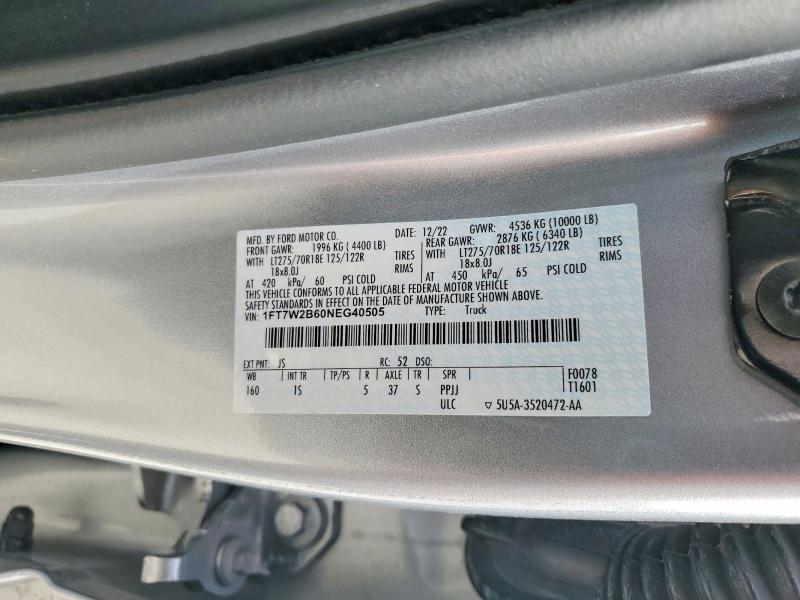 MFD. BY FORD MOTOR CO. DATE: 12/22 GVWR: 4536 KG (10000 LB)
FRONT GAWR: 1996 KG ( 4400 LB) REAR GAWR: 2876 KG ( 6340 LB)
WITH LT275/70R18E 125/122R TIRES WITH LT275/70R18E 125/122R TIRES
18x8.0J RIMS 18x8.0J RIMS
AT 420 kPa/ 60 PSI COLD AT 450 kPa/ 65 PSI COLD
THIS VEHICLE CONFORMS TO ALL APPLICABLE FEDERAL MOTOR VEHICLE
SAFETY STANDARDS IN EFFECT ON THE DATE OF MANUFACTURE SHOWN ABOVE.
VIN: 1FT7W2B60NEG40505 TYPE: Truck
EXT PNT: JS RC: 52 DSO:
WB INT TR TP/PS R AXLE TR SPR F0078
160 1S 5 37 S PPJJ T1601
ULC ▽ 5U5A-3520472-AA